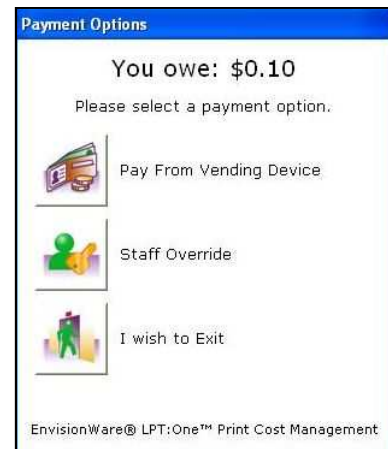 Payment Options
You owe: $0.10
Please select a payment option.
Pay From Vending Device
Staff Override
I wish to Exit
EnvisionWare® LPT:One™ Print Cost Management